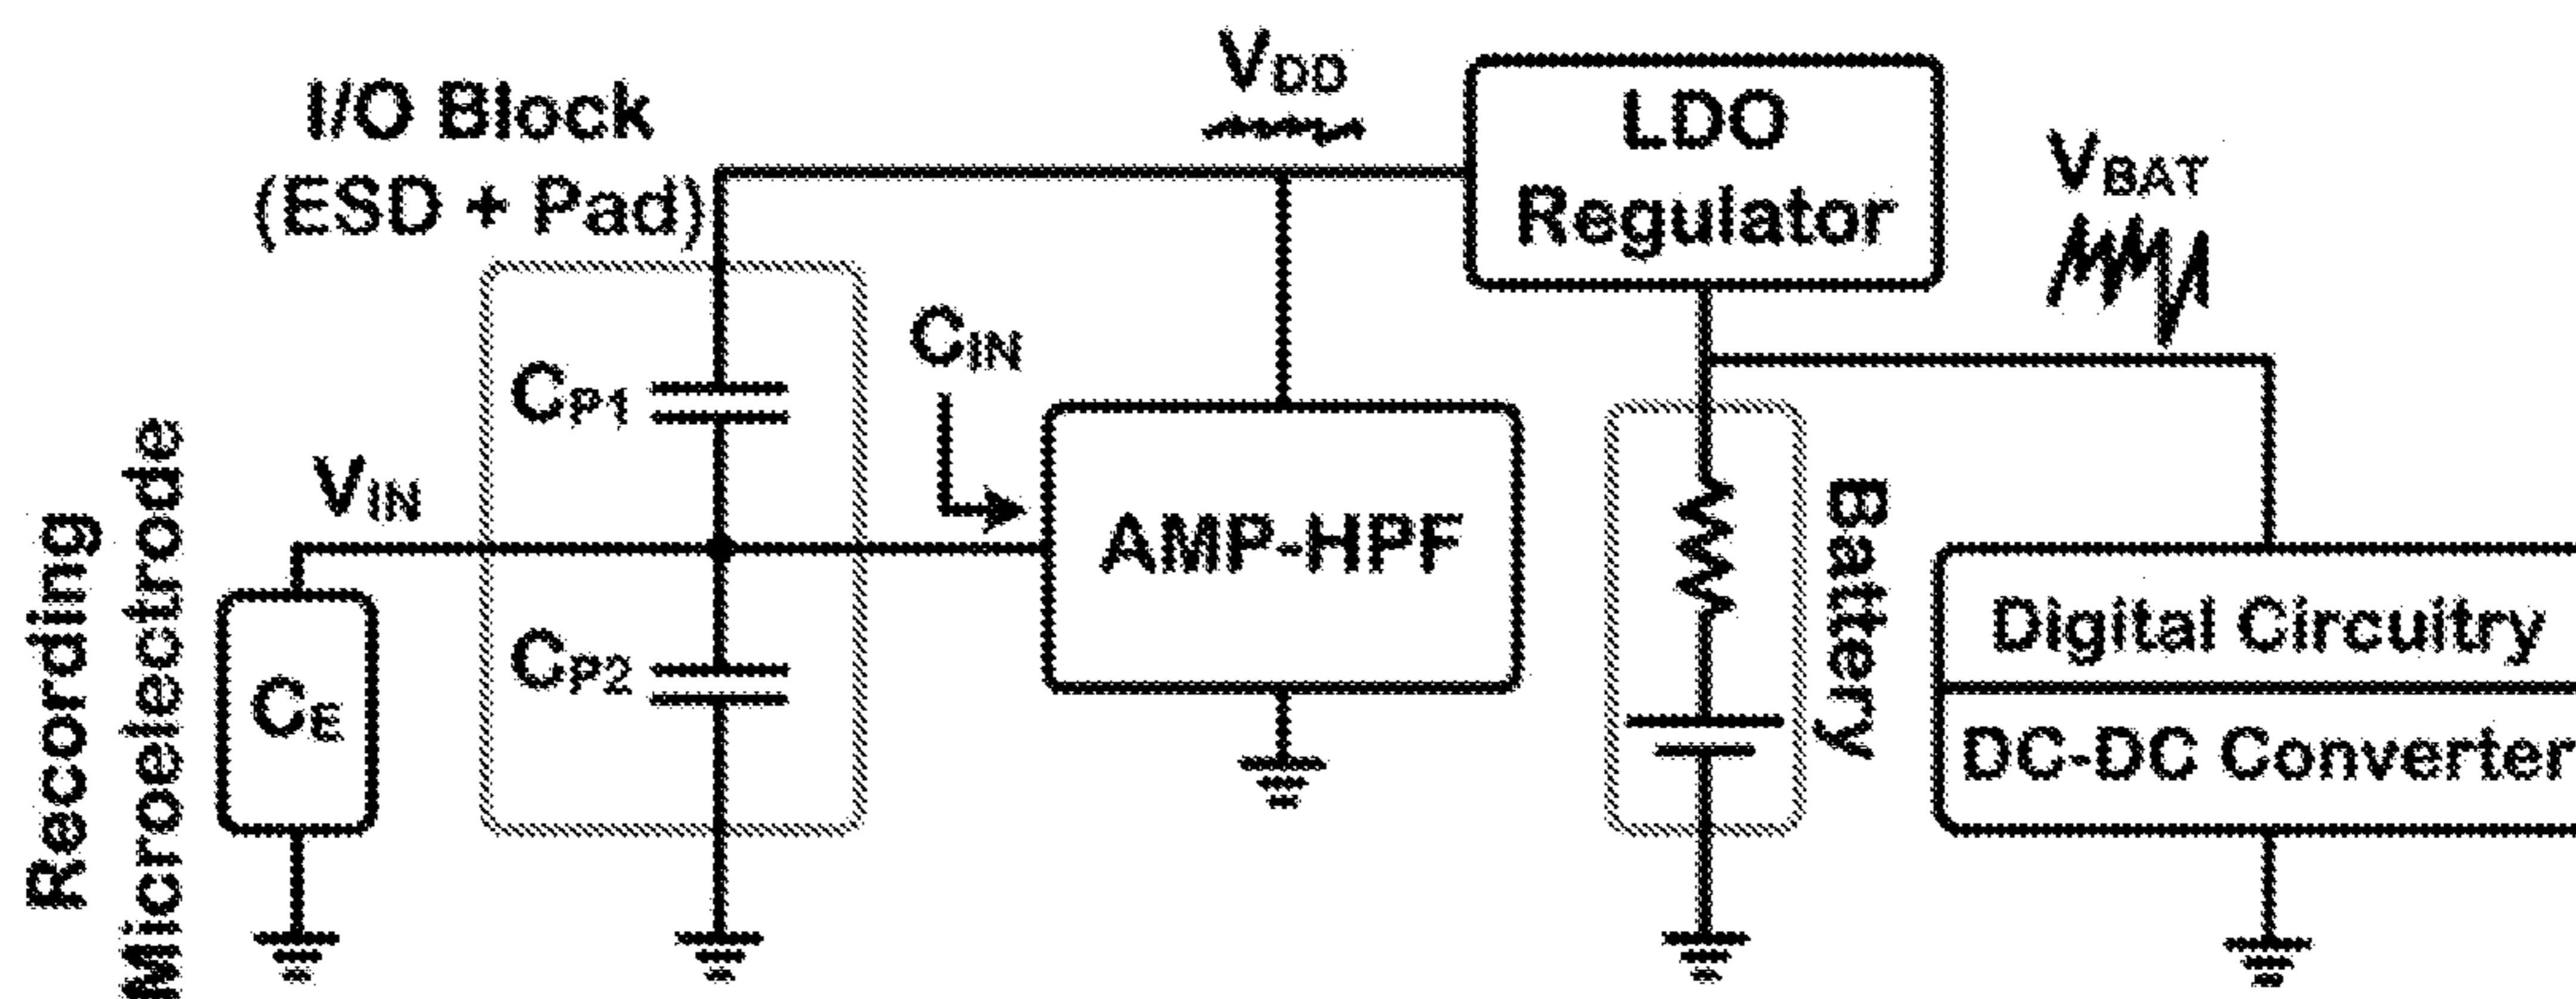 I/O Block
(ESD + Pad)
VDD
LDO
Regulator
VBAT
CIN
CP1
VIN
AMP-HPF
Battery
Recording
Microelectrode
CE
CP2
Digital Circuitry
DC-DC Converter